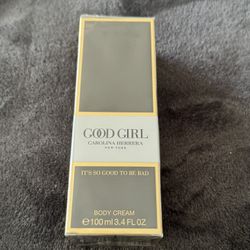 GOOD GIRL
CAROLINA HERRERA
NEW YORK
IT'S SO GOOD TO BE BAD
BODY CREAM
℮100 ml 3.4 FL OZ